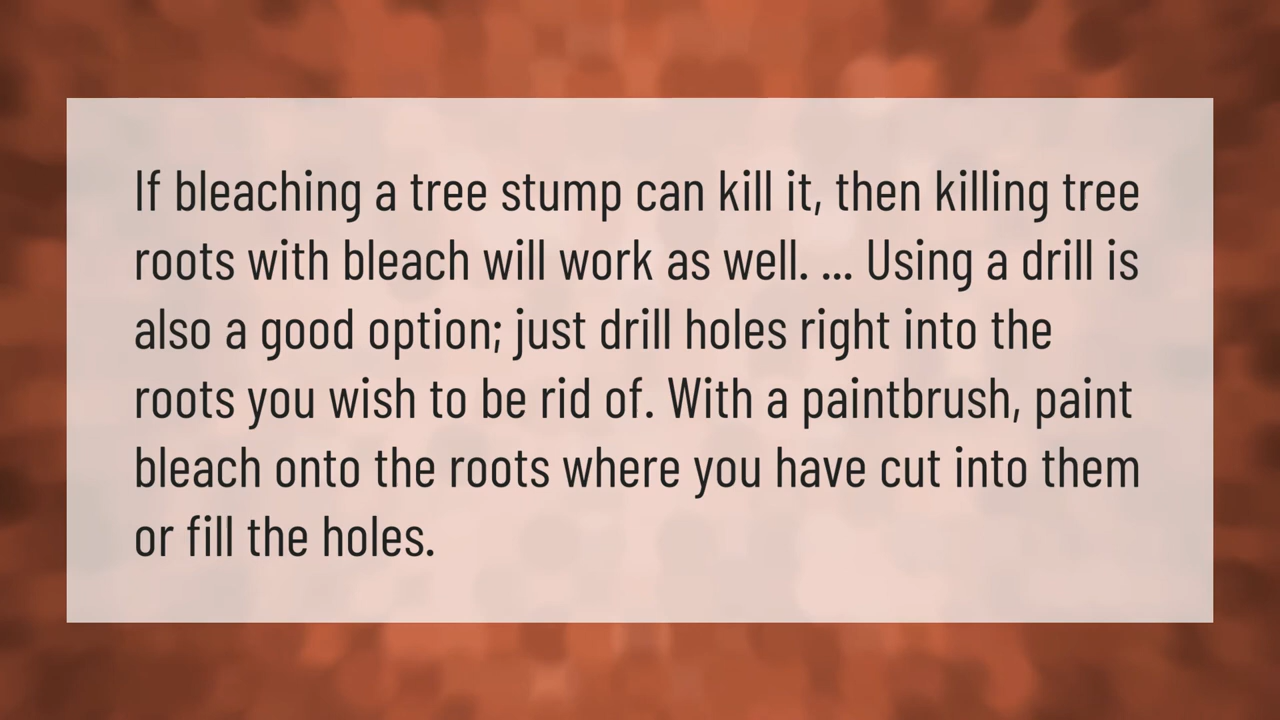 If bleaching a tree stump can kill it, then killing tree
roots with bleach will work as well. ... Using a drill is
also a good option; just drill holes right into the
roots you wish to be rid of. With a paintbrush, paint
bleach onto the roots where you have cut into them
or fill the holes.